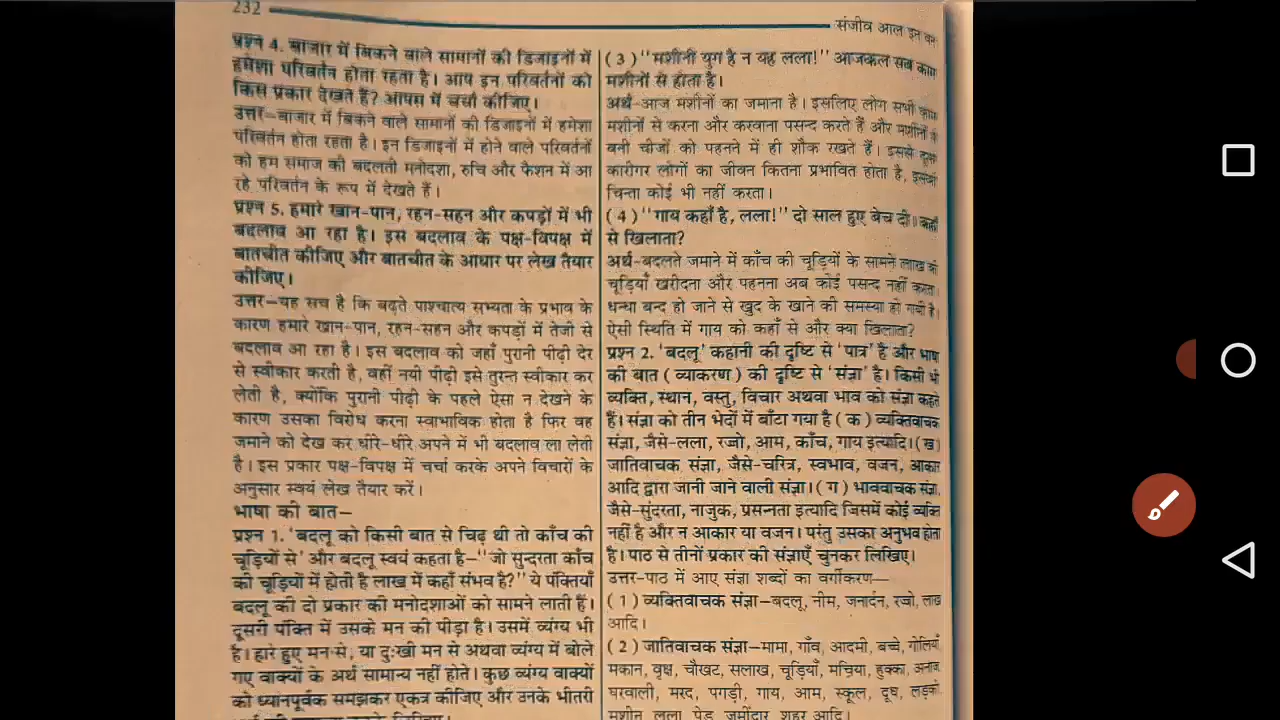 232
संजीव आल इन वन
प्रश्न 4. बाजार में बिकने वाले सामानों की डिजाइनों में
हमेशा परिवर्तन होता रहता है। आप इन परिवर्तनों को
किस प्रकार देखते हैं? आपस में चर्चा कीजिए।
उत्तर–बाजार में बिकने वाले सामानों की डिजाइनों में हमेशा
परिवर्तन होता रहता है। इन डिजाइनों में होने वाले परिवर्तनों
को हम समाज की बदलती मनोदशा, रुचि और फैशन में आ
रहे परिवर्तन के रूप में देखते हैं।
प्रश्न 5. हमारे खान-पान, रहन-सहन और कपड़ों में भी
बदलाव आ रहा है। इस बदलाव के पक्ष-विपक्ष में
बातचीत कीजिए और बातचीत के आधार पर लेख तैयार
कीजिए।
उत्तर–यह सच है कि बढ़ते पाश्चात्य सभ्यता के प्रभाव के
कारण हमारे खान-पान, रहन-सहन और कपड़ों में तेजी से
बदलाव आ रहा है। इस बदलाव को जहाँ पुरानी पीढ़ी देर
से स्वीकार करती है, वहीं नयी पीढ़ी इसे तुरन्त स्वीकार कर
लेती है, क्योंकि पुरानी पीढ़ी के पहले ऐसा न देखने के
कारण उसका विरोध करना स्वाभाविक होता है फिर वह
जमाने को देख कर धीरे-धीरे अपने में भी बदलाव ला लेती
है। इस प्रकार पक्ष-विपक्ष में चर्चा करके अपने विचारों के
अनुसार स्वयं लेख तैयार करें।
भाषा की बात–
प्रश्न 1. 'बदलू को किसी बात से चिढ़ थी तो काँच की
चूड़ियों से' और बदलू स्वयं कहता है–"जो सुन्दरता काँच
की चूड़ियों में होती है लाख में कहाँ संभव है?" ये पंक्तियाँ
बदलू की दो प्रकार की मनोदशाओं को सामने लाती हैं।
दूसरी पंक्ति में उसके मन की पीड़ा है। उसमें व्यंग्य भी
है। हारे हुए मन से, या दुःखी मन से अथवा व्यंग्य में बोले
गए वाक्यों के अर्थ सामान्य नहीं होते। कुछ व्यंग्य वाक्यों
को ध्यानपूर्वक समझकर एकत्र कीजिए और उनके भीतरी
(3) "मशीनी युग है न यह लला!" आजकल सब काम
मशीनों से होता है।
अर्थ–आज मशीनों का जमाना है। इसलिए लोग सभी काम
मशीनों से करना और करवाना पसन्द करते हैं और मशीनों से
बनी चीजों को पहनने में ही शौक रखते हैं। इससे
कारीगर लोगों का जीवन कितना प्रभावित होता है, इसकी
चिन्ता कोई भी नहीं करता।
(4) "गाय कहाँ है, लला!" दो साल हुए बेच दी। कहाँ
से खिलाता?
अर्थ–बदलते जमाने में काँच की चूड़ियों के सामने लाख की
चूड़ियाँ खरीदना और पहनना अब कोई पसन्द नहीं करता।
धन्धा बन्द हो जाने से खुद के खाने की समस्या हो गयी है।
ऐसी स्थिति में गाय को कहाँ से और क्या खिलाता?
प्रश्न 2. 'बदलू' कहानी की दृष्टि से 'पात्र' है और भाषा
की बात (व्याकरण) की दृष्टि से 'संज्ञा' है। किसी भी
व्यक्ति, स्थान, वस्तु, विचार अथवा भाव को संज्ञा कहते
हैं। संज्ञा को तीन भेदों में बाँटा गया है (क) व्यक्तिवाचक
संज्ञा, जैसे-लला, रज्जो, आम, काँच, गाय इत्यादि। (ख)
जातिवाचक संज्ञा, जैसे-चरित्र, स्वभाव, वजन, आकार
आदि द्वारा जानी जाने वाली संज्ञा। (ग) भाववाचक संज्ञा,
जैसे-सुंदरता, नाजुक, प्रसन्नता इत्यादि जिसमें कोई व्यक्ति
नहीं है और न आकार या वजन। परंतु उसका अनुभव होता
है। पाठ से तीनों प्रकार की संज्ञाएँ चुनकर लिखिए।
उत्तर-पाठ में आए संज्ञा शब्दों का वर्गीकरण—
(1) व्यक्तिवाचक संज्ञा–बदलू, नीम, जनार्दन, रज्जो, लाख
आदि।
(2) जातिवाचक संज्ञा–मामा, गाँव, आदमी, बच्चे, गोलियाँ,
मकान, वृक्ष, चौखट, सलाख, चूड़ियाँ, मचिया, हुक्का, अनाज,
घरवाली, मरद, पगड़ी, गाय, आम, स्कूल, दूध, लड़की,
मशीन, लला, पेड़, जमींदार, शहर आदि।